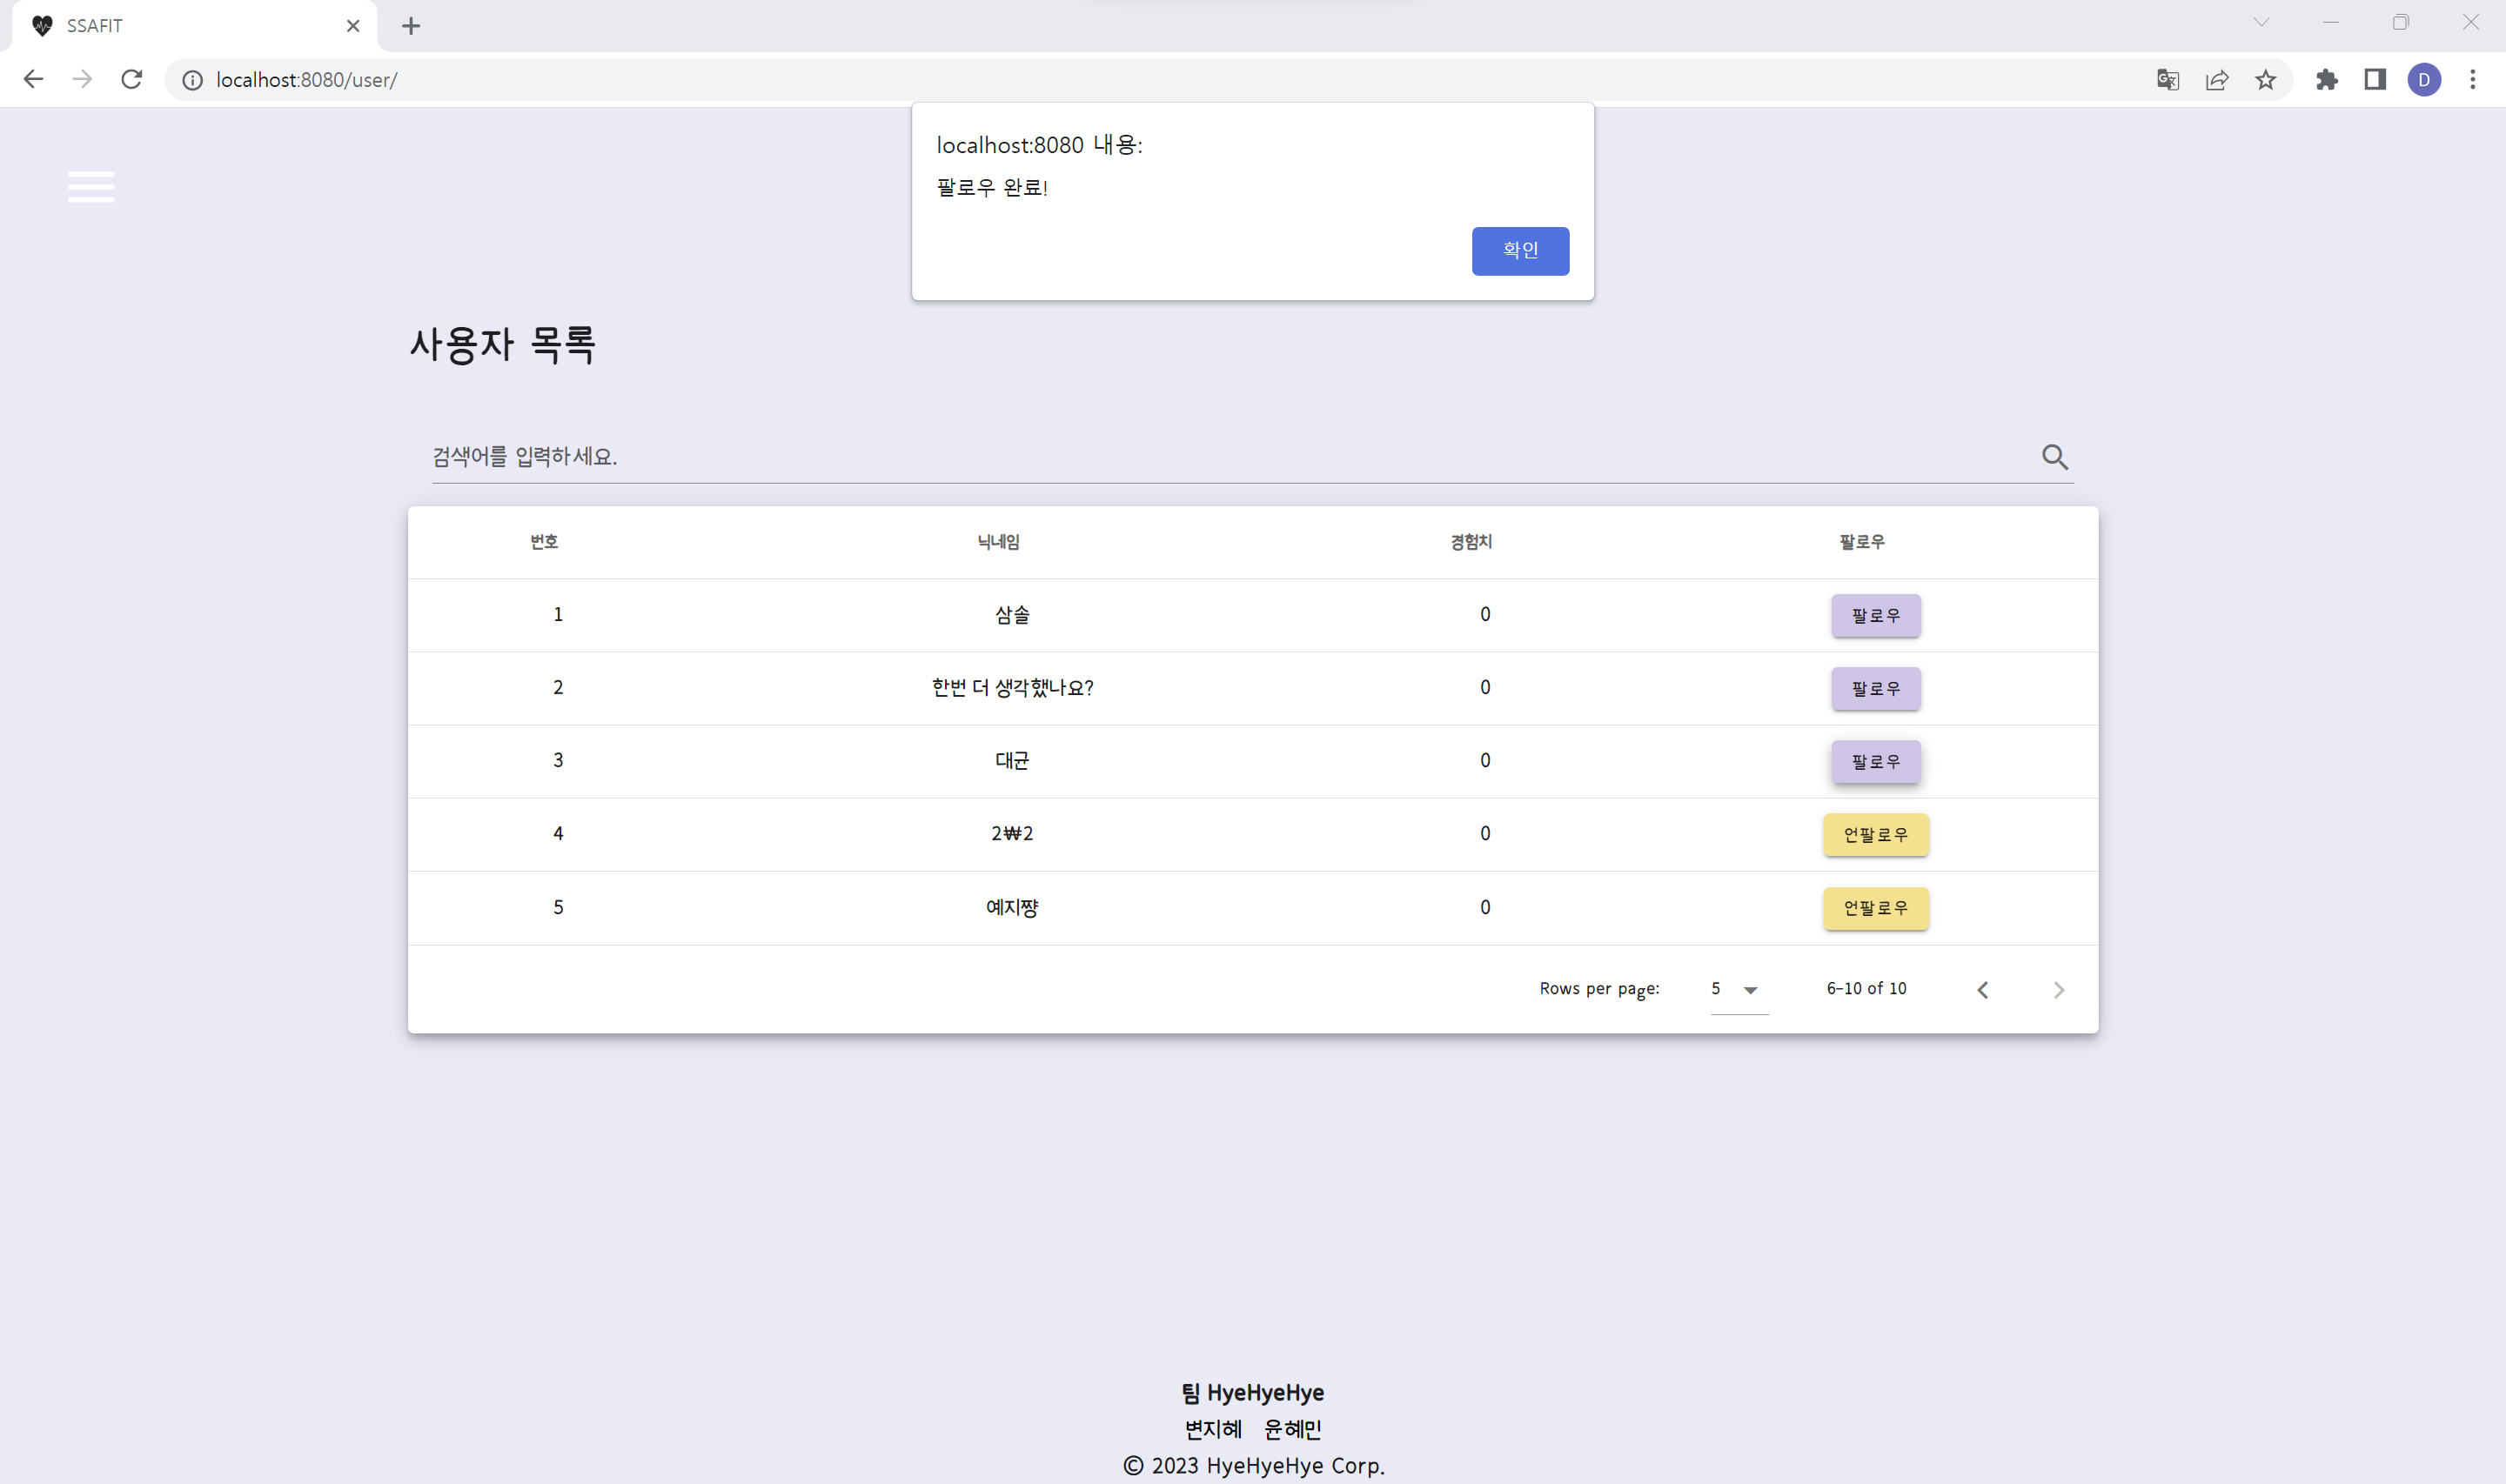 SSAFIT
localhost:8080/user/
D
localhost:8080 내용:
팔로우 완료!
확인
사용자 목록
검색어를 입력하세요.
번호 닉네임 경험치 팔로우
1 삼솔 0 팔로우
2 한번 더 생각했나요? 0 팔로우
3 대균 0 팔로우
4 2₩2 0 언팔로우
5 예지쨩 0 언팔로우
Rows per page: 5 6-10 of 10
팀 HyeHyeHye
변지혜 윤혜민
© 2023 HyeHyeHye Corp.